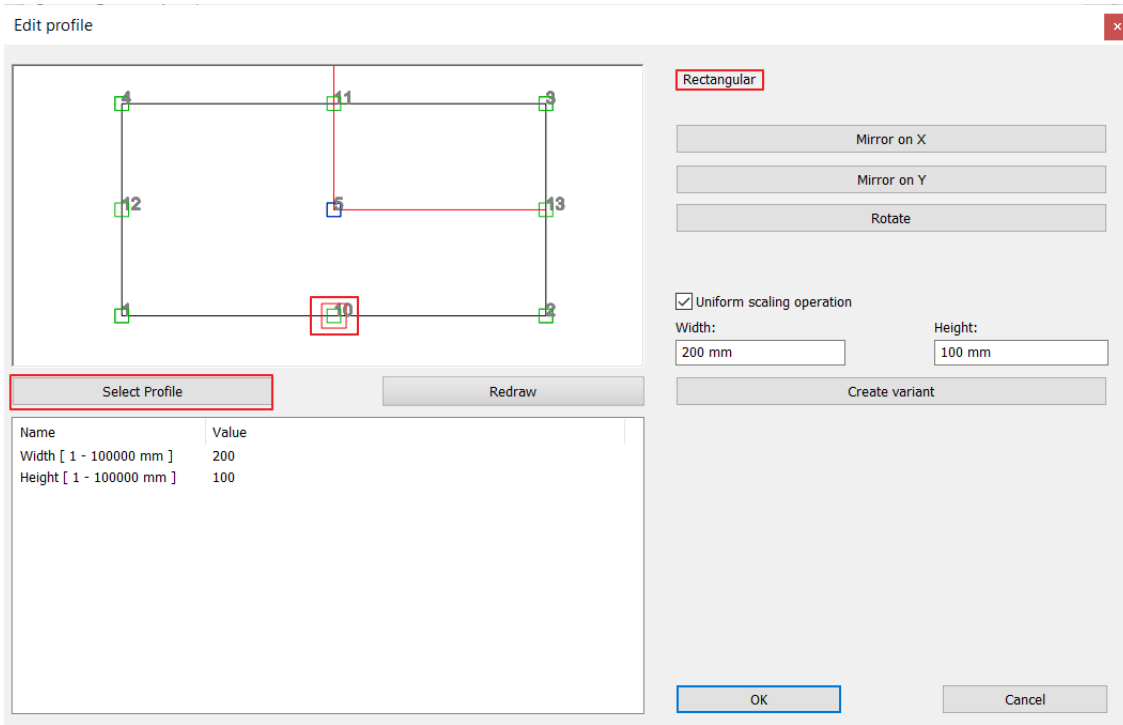 Edit profile
Rectangular
4 11 3
Mirror on X
Mirror on Y
12 5 13
Rotate
1 10 2
Uniform scaling operation
Width: Height:
200 mm 100 mm
Select Profile Redraw Create variant
Name Value
Width [ 1 - 100000 mm ] 200
Height [ 1 - 100000 mm ] 100
OK Cancel